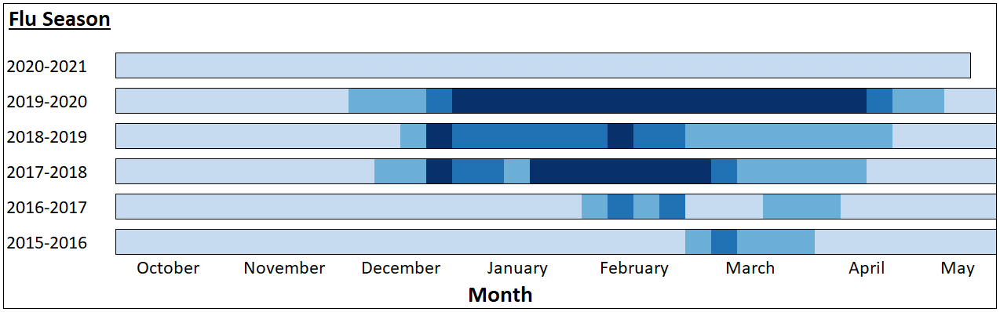 Flu Season
2020-2021
2019-2020
2018-2019
2017-2018
2016-2017
2015-2016
October November December January February March April May
Month